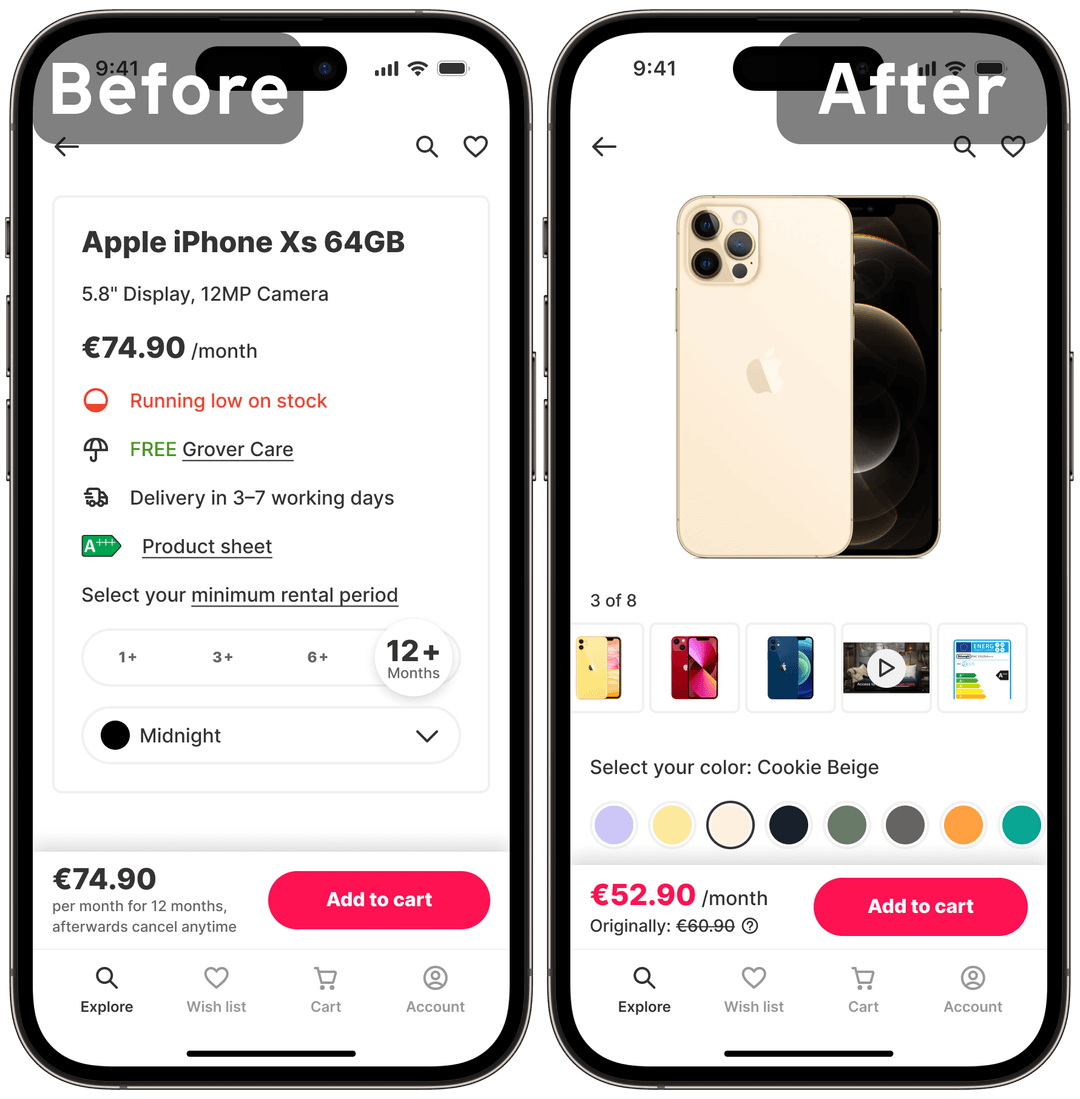 Before
9:41
Apple iPhone Xs 64GB
5.8" Display, 12MP Camera
€74.90 /month
Running low on stock
FREE Grover Care
Delivery in 3–7 working days
A+++ Product sheet
Select your minimum rental period
1+ 3+ 6+ 12+
Months
Midnight
€74.90
per month for 12 months,
afterwards cancel anytime
Add to cart
Explore Wish list Cart Account
After
9:41
3 of 8
ENERG
Select your color: Cookie Beige
€52.90 /month
Originally: €60.90
Add to cart
Explore Wish list Cart Account